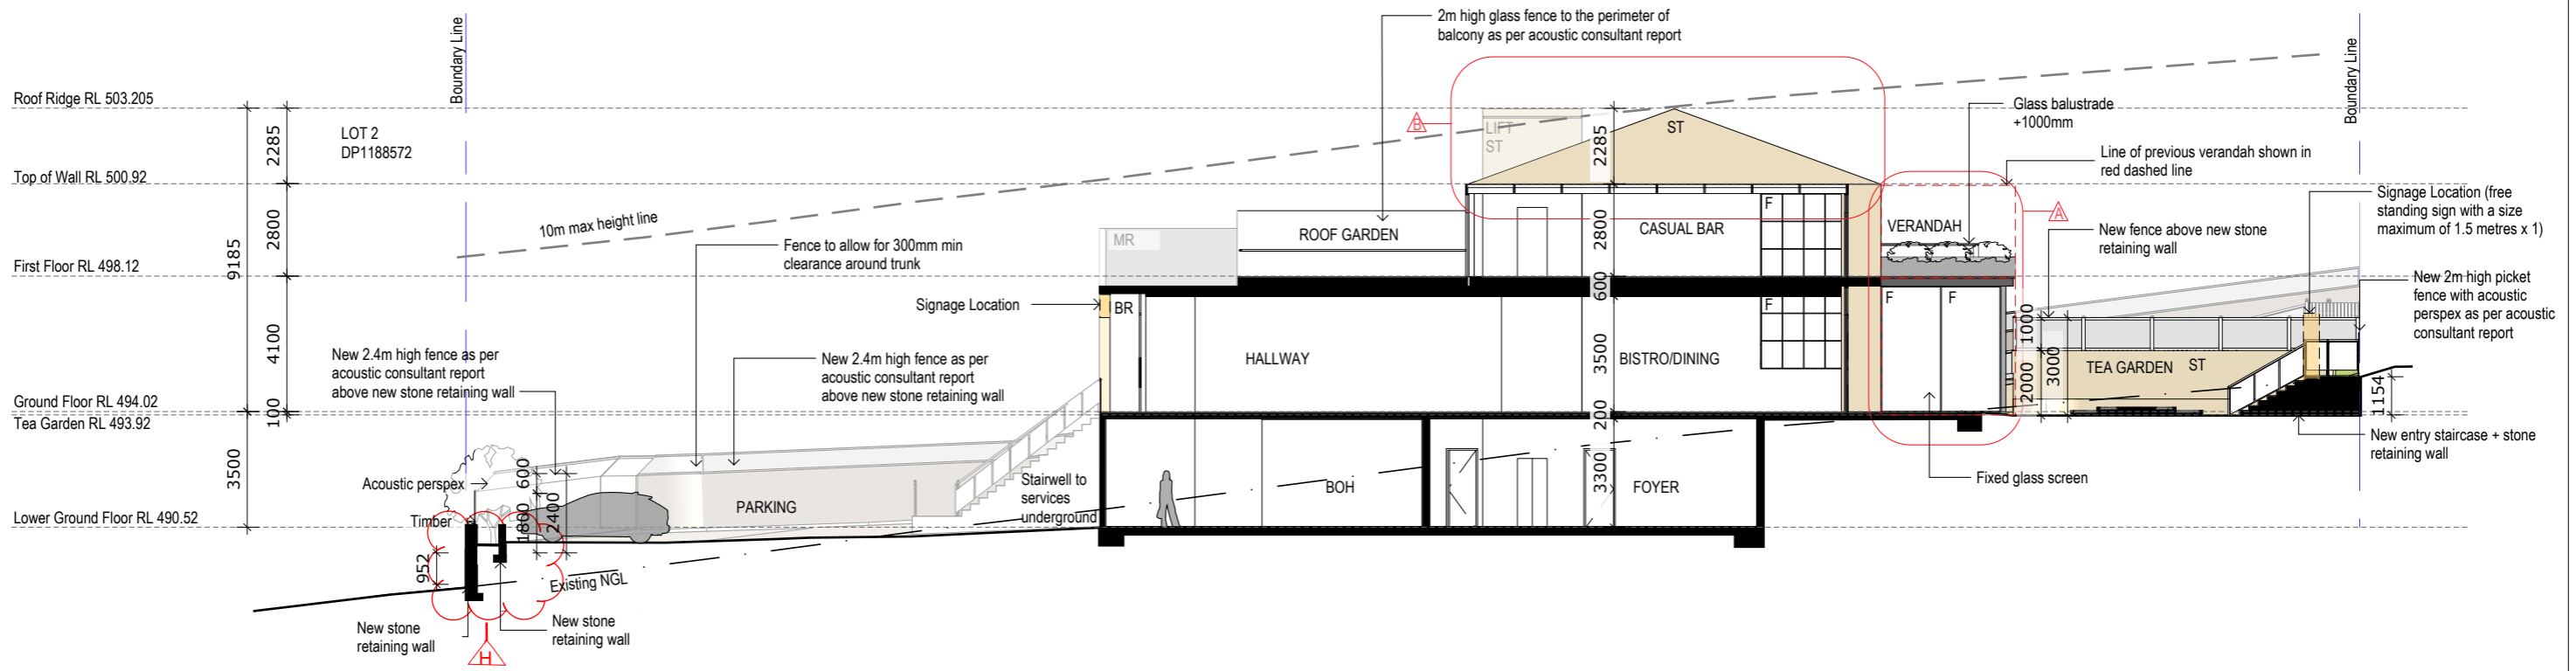 Boundary Line
Boundary Line
2m high glass fence to the perimeter of
balcony as per acoustic consultant report
Roof Ridge RL 503.205
LOT 2
DP1188572
2285
Top of Wall RL 500.92
10m max height line
2800
9185
First Floor RL 498.12
Fence to allow for 300mm min
clearance around trunk
Signage Location
4100
New 2.4m high fence as per
acoustic consultant report
above new stone retaining wall
New 2.4m high fence as per
acoustic consultant report
above new stone retaining wall
Ground Floor RL 494.02
100
Tea Garden RL 493.92
3500
Lower Ground Floor RL 490.52
Acoustic perspex
Timber
600
1800
2400
952
PARKING
Existing NGL
New stone
retaining wall
New stone
retaining wall
H
Stairwell to
services
underground
B
LIFT
ST
ST
2285
MR
ROOF GARDEN
2800
CASUAL BAR
F
600
BR
HALLWAY
3500
BISTRO/DINING
F
200
BOH
3300
FOYER
Glass balustrade
+1000mm
Line of previous verandah shown in
red dashed line
A
VERANDAH
F
F
Fixed glass screen
Signage Location (free
standing sign with a size
maximum of 1.5 metres x 1)
New fence above new stone
retaining wall
New 2m high picket
fence with acoustic
perspex as per acoustic
consultant report
1000
2000
3000
TEA GARDEN
ST
1154
New entry staircase + stone
retaining wall